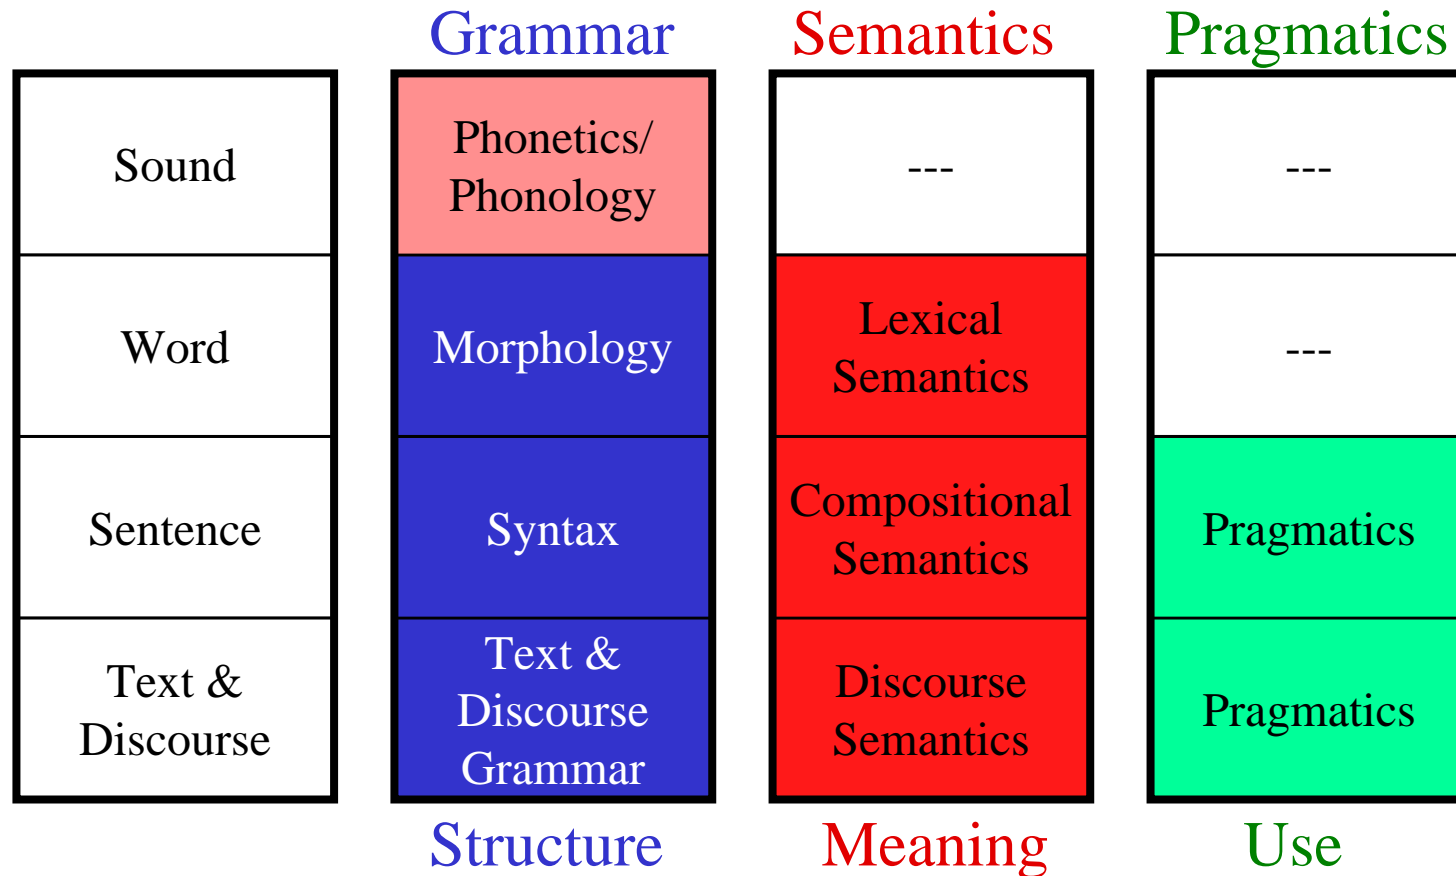 Grammar
Semantics
Pragmatics
Sound
Phonetics/
Phonology
---
---
Word
Morphology
Lexical
Semantics
---
Sentence
Syntax
Compositional
Semantics
Pragmatics
Text &
Discourse
Text &
Discourse
Grammar
Discourse
Semantics
Pragmatics
Structure
Meaning
Use